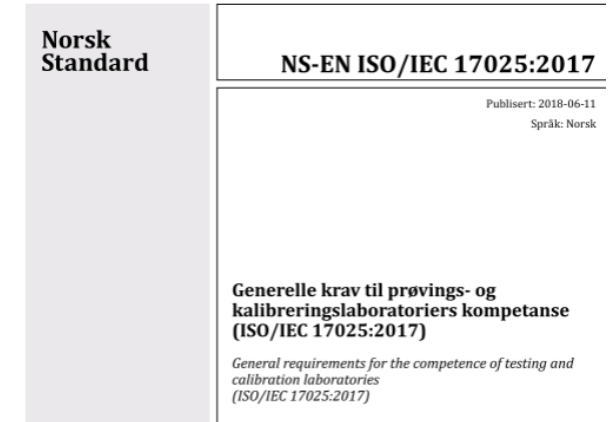 Norsk
Standard
NS-EN ISO/IEC 17025:2017
Publisert: 2018-06-11
Språk: Norsk
Generelle krav til prøvings- og
kalibreringslaboratoriers kompetanse
(ISO/IEC 17025:2017)
General requirements for the competence of testing and
calibration laboratories
(ISO/IEC 17025:2017)